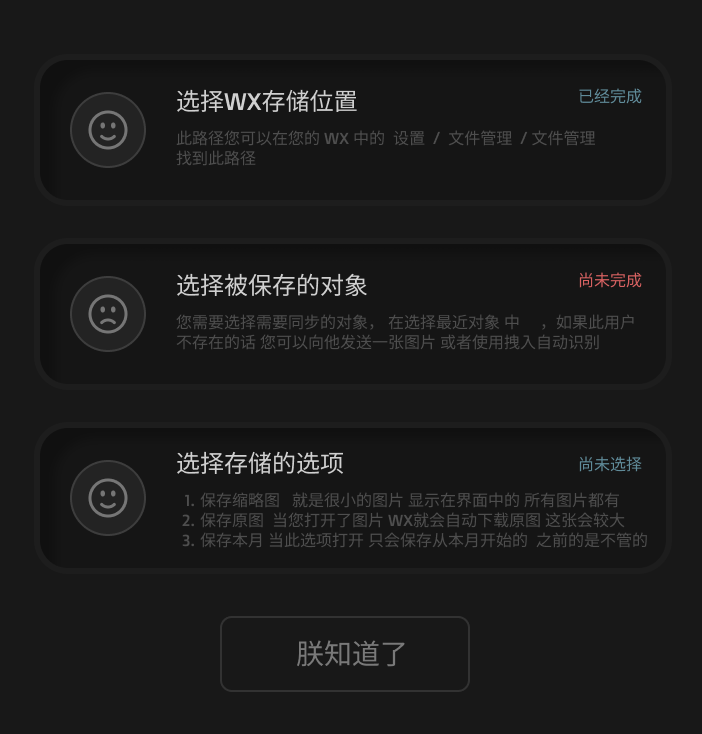 选择WX存储位置
已经完成
此路径您可以在您的 WX 中的 设置 / 文件管理 / 文件管理
找到此路径
选择被保存的对象
尚未完成
您需要选择需要同步的对象， 在选择最近对象 中 ，如果此用户
不存在的话 您可以向他发送一张图片 或者使用拽入自动识别
选择存储的选项
尚未选择
1. 保存缩略图 就是很小的图片 显示在界面中的 所有图片都有
2. 保存原图 当您打开了图片 WX就会自动下载原图 这张会较大
3. 保存本月 当此选项打开 只会保存从本月开始的 之前的是不管的
朕知道了